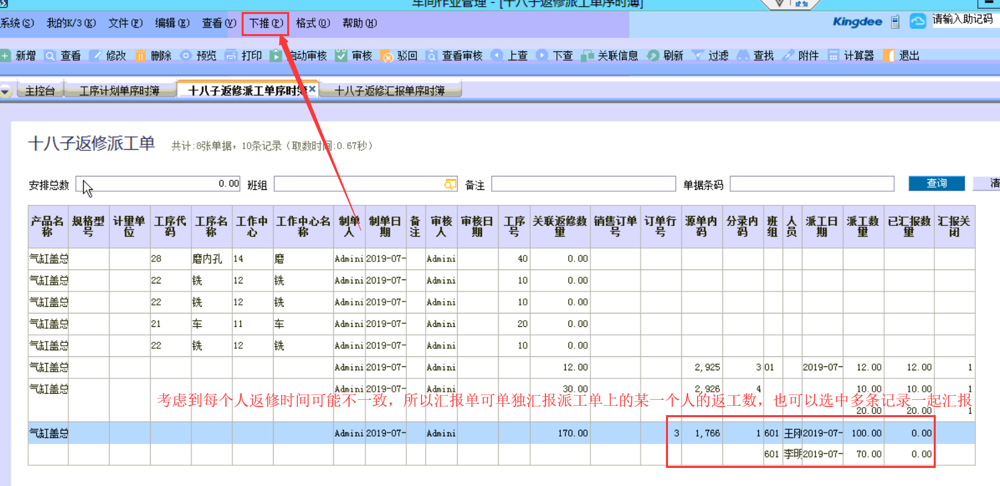 车间作业管理 - [十八子返修派工单序时簿]
系统(S) 我的K/3(K) 文件(F) 编辑(E) 查看(V) 下推(P) 格式(O) 帮助(H) Kingdee 请输入助记码
新增 查看 修改 删除 预览 打印 启动审核 审核 驳回 查看审核 上查 下查 关联信息 刷新 过滤 查找 附件 计算器 退出
主控台 工序计划单序时簿 十八子返修派工单序时簿 十八子返修汇报单序时簿
十八子返修派工单 共计:8张单据，10条记录（取数时间:0.67秒）
安排总数 0.00 班组 备注 单据条码 查询 清
产品名称 规格型号 计量单位 工序代码 工序名称 工作中心 工作中心名称 制单人 制单日期 备注 审核人 审核日期 工序号 关联返修数量 销售订单号 订单行号 源单内码 分录内码 班组 人员 派工日期 派工数量 已汇报数量 汇报关闭
气缸盖总 28 磨内孔 14 磨 Admini 2019-07- Admini 40 0.00
气缸盖总 22 铣 12 铣 Admini 2019-07- Admini 10 0.00
气缸盖总 22 铣 12 铣 Admini 2019-07- Admini 10 0.00
气缸盖总 21 车 11 车 Admini 2019-07- Admini 20 0.00
气缸盖总 22 铣 12 铣 Admini 2019-07- Admini 10 0.00
气缸盖总 Admini 2019-07- Admini 12.00 2,925 3 01 2019-07- 12.00 12.00 1
气缸盖总 Admini 2019-07- Admini 30.00 2,926 4 10.00 10.00 1
考虑到每个人返修时间可能不一致，所以汇报单可单独汇报派工单上的某一个人的返工数，也可以选中多条记录一起汇报
20.00 20.00 1
气缸盖总 Admini 2019-07- Admini 170.00 3 1,766 1 601 王刚 2019-07- 100.00 0.00
601 李明 2019-07- 70.00 0.00